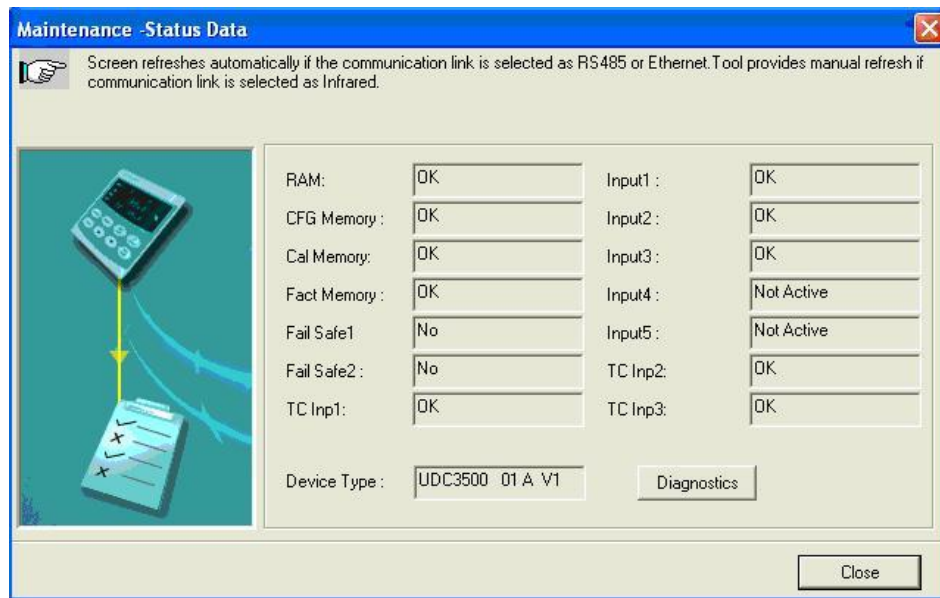 Maintenance -Status Data
Screen refreshes automatically if the communication link is selected as RS485 or Ethernet.Tool provides manual refresh if
communication link is selected as Infrared.
RAM: OK Input1 : OK
CFG Memory : OK Input2 : OK
Cal Memory: OK Input3 : OK
Fact Memory : OK Input4 : Not Active
Fail Safe1 No Input5 : Not Active
Fail Safe2 : No TC Inp2: OK
TC Inp1: OK TC Inp3: OK
Device Type : UDC3500 01 A V1 Diagnostics
Close